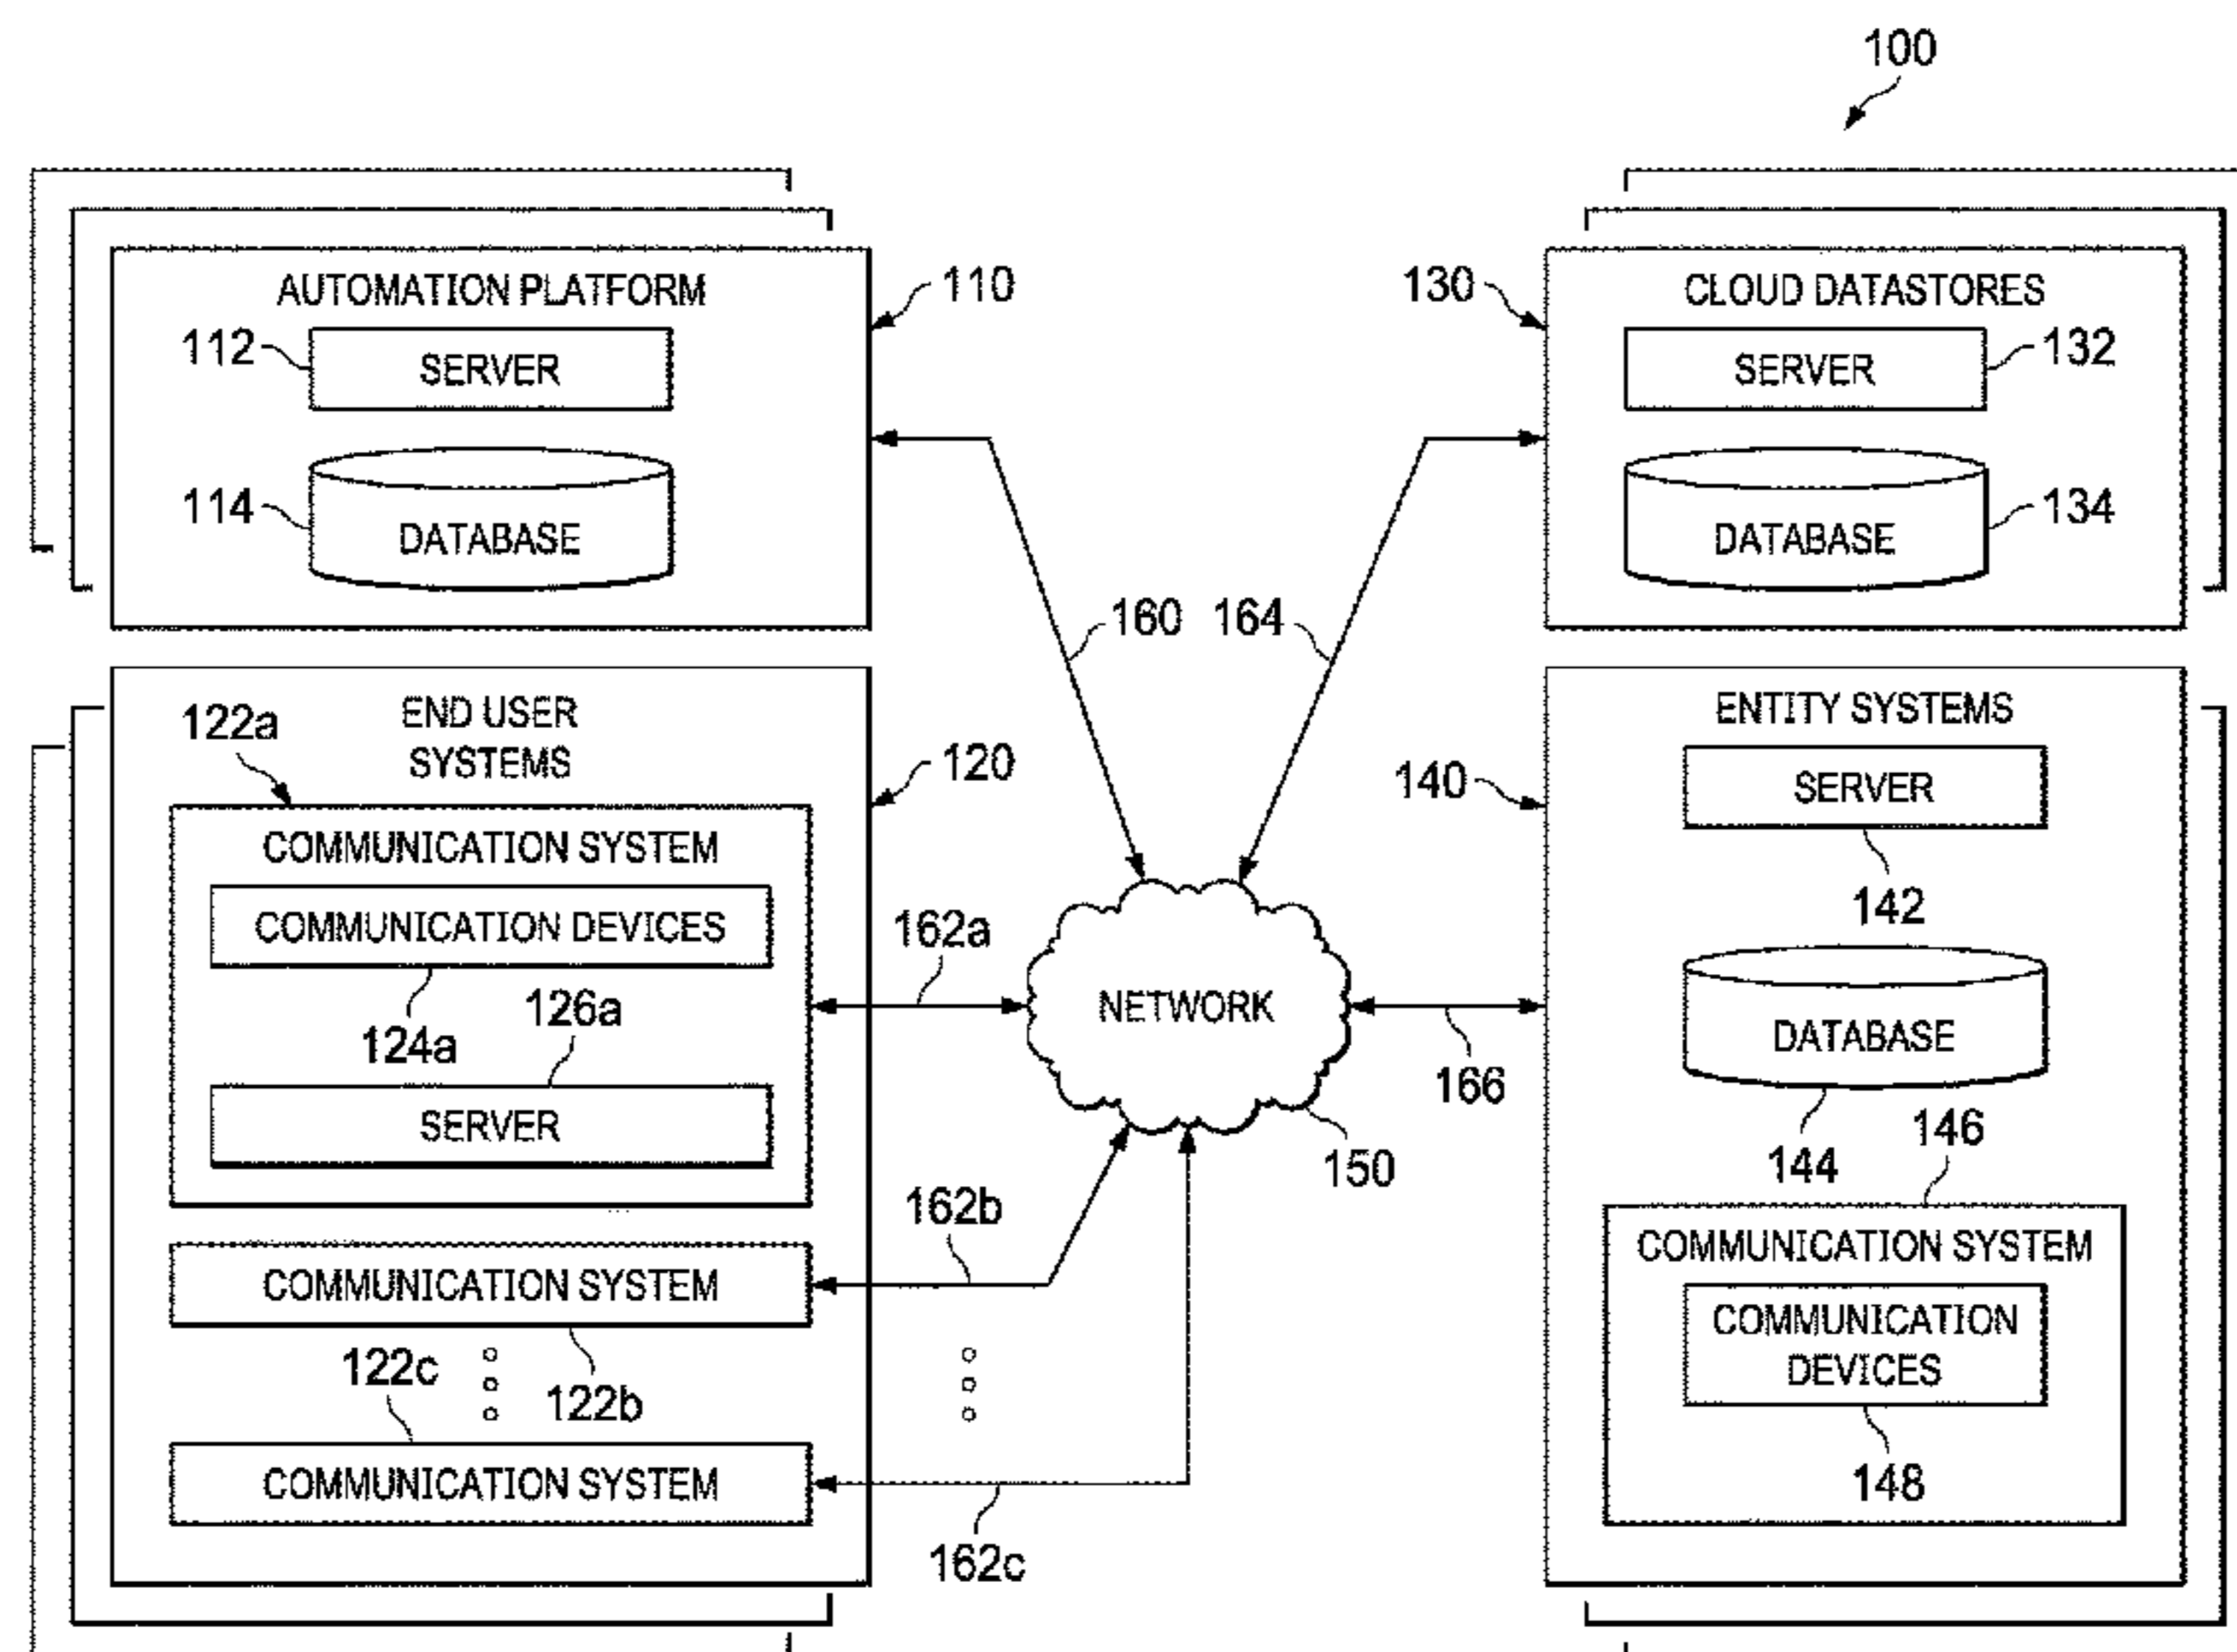 100
AUTOMATION PLATFORM
110
112
SERVER
114
DATABASE
130
CLOUD DATASTORES
SERVER
132
DATABASE
134
160
164
END USER
SYSTEMS
120
122a
COMMUNICATION SYSTEM
COMMUNICATION DEVICES
124a
126a
SERVER
COMMUNICATION SYSTEM
122b
122c
COMMUNICATION SYSTEM
162a
162b
162c
NETWORK
150
166
140
ENTITY SYSTEMS
SERVER
142
DATABASE
144
146
COMMUNICATION SYSTEM
COMMUNICATION
DEVICES
148